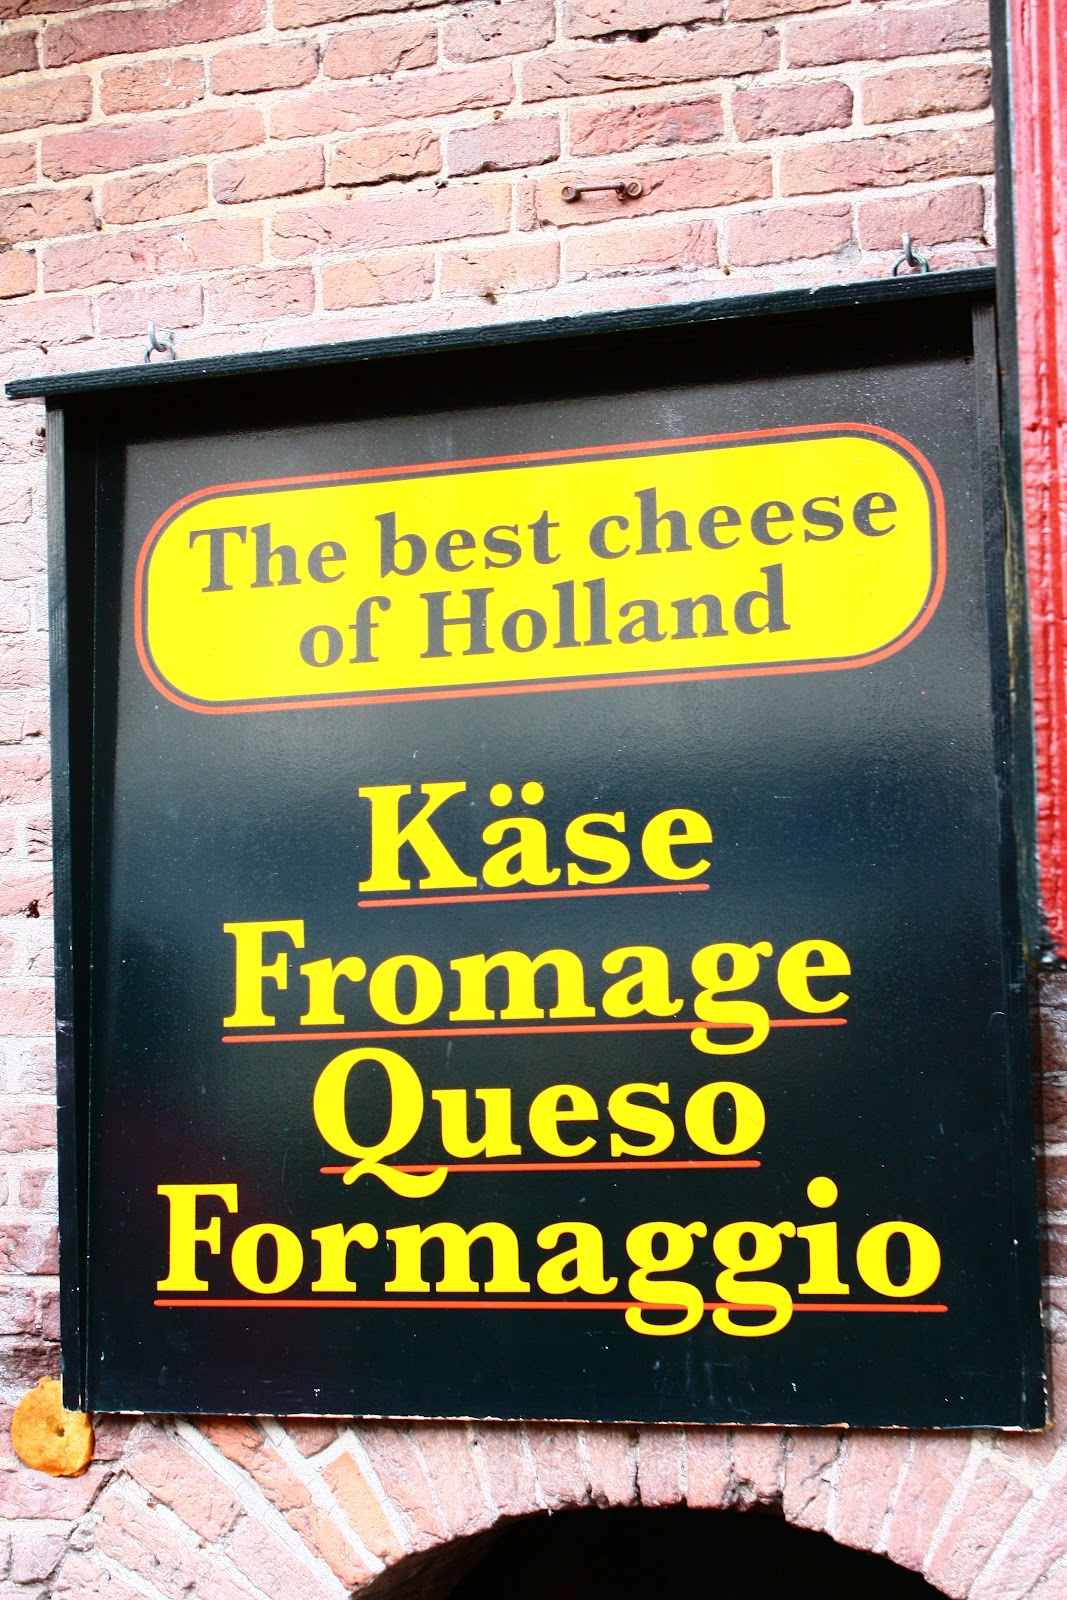 The best cheese
of Holland
Käse
Fromage
Queso
Formaggio